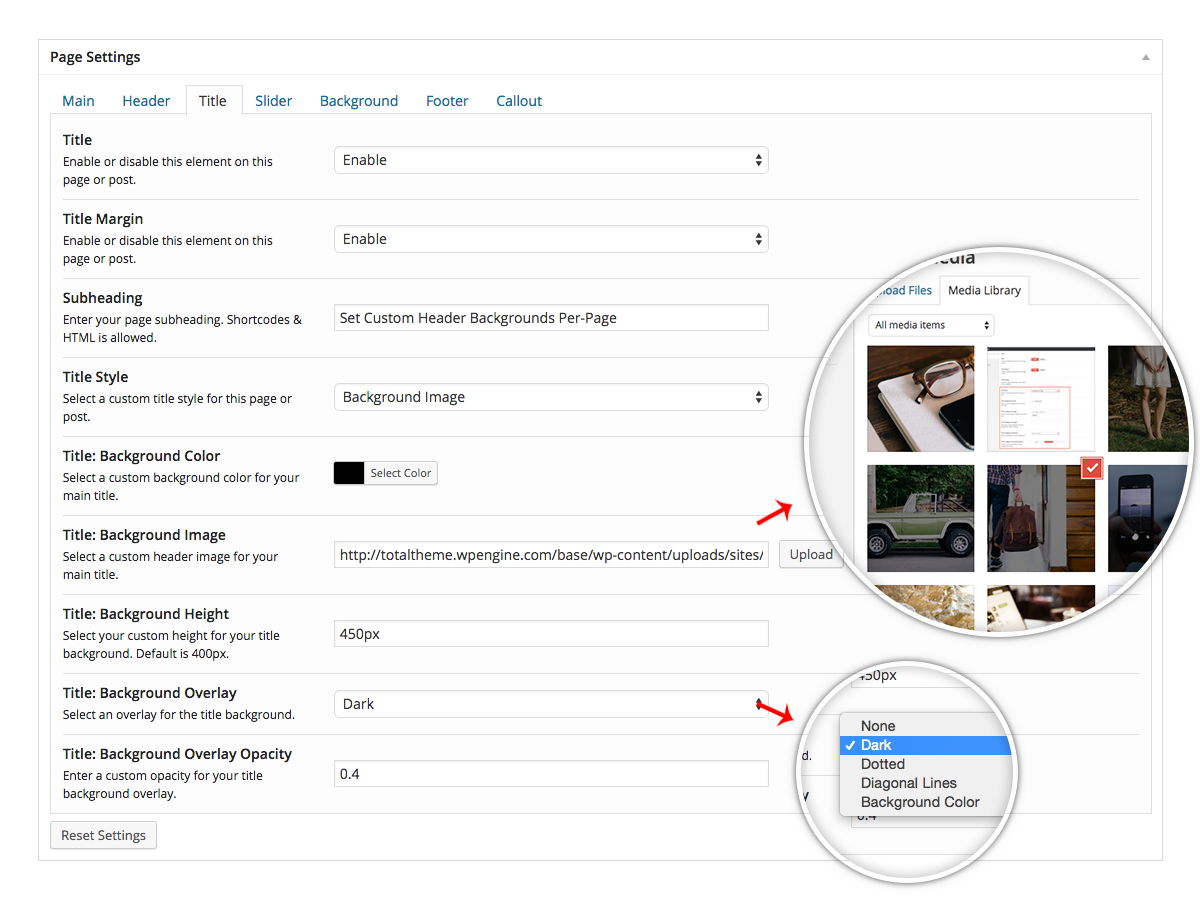 Page Settings
Main Header Title Slider Background Footer Callout
Title
Enable or disable this element on this
page or post.
Enable
Title Margin
Enable or disable this element on this
page or post.
Enable
Subheading
Enter your page subheading. Shortcodes &
HTML is allowed.
Set Custom Header Backgrounds Per-Page
Title Style
Select a custom title style for this page or
post.
Background Image
Title: Background Color
Select a custom background color for your
main title.
Select Color
Title: Background Image
Select a custom header image for your
main title.
http://totaltheme.wpengine.com/base/wp-content/uploads/sites/
Upload
Title: Background Height
Select your custom height for your title
background. Default is 400px.
450px
Title: Background Overlay
Select an overlay for the title background.
Dark
Title: Background Overlay Opacity
Enter a custom opacity for your title
background overlay.
0.4
Reset Settings
Files
Media Library
All media items
450px
d.
y
None
Dark
Dotted
Diagonal Lines
Background Color
0.4